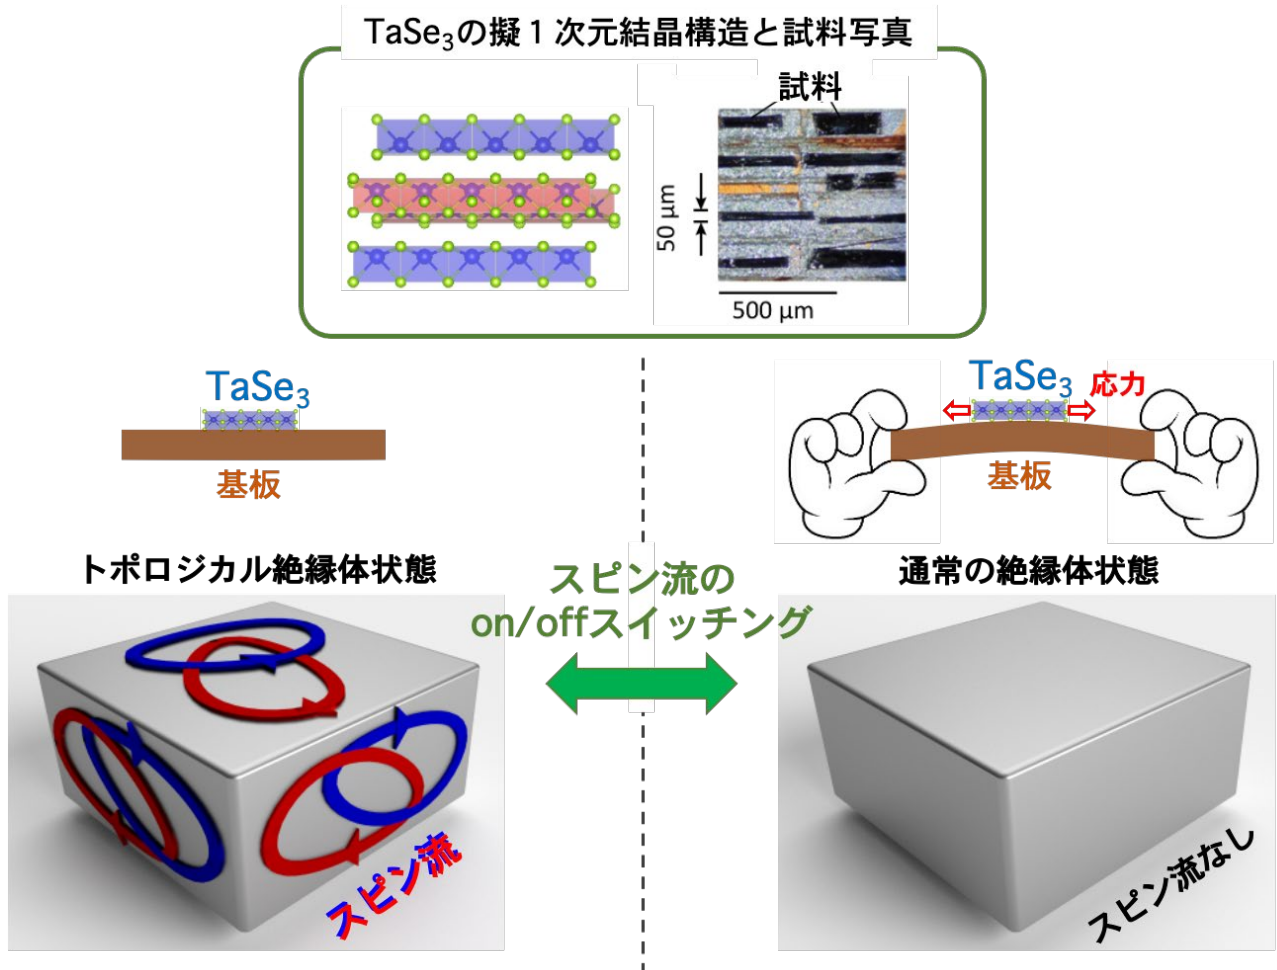 TaSe₃の擬１次元結晶構造と試料写真
試料
50 μm
500 μm
TaSe₃
基板
TaSe₃
応力
基板
トポロジカル絶縁体状態
スピン流の
on/offスイッチング
通常の絶縁体状態
スピン流
スピン流なし